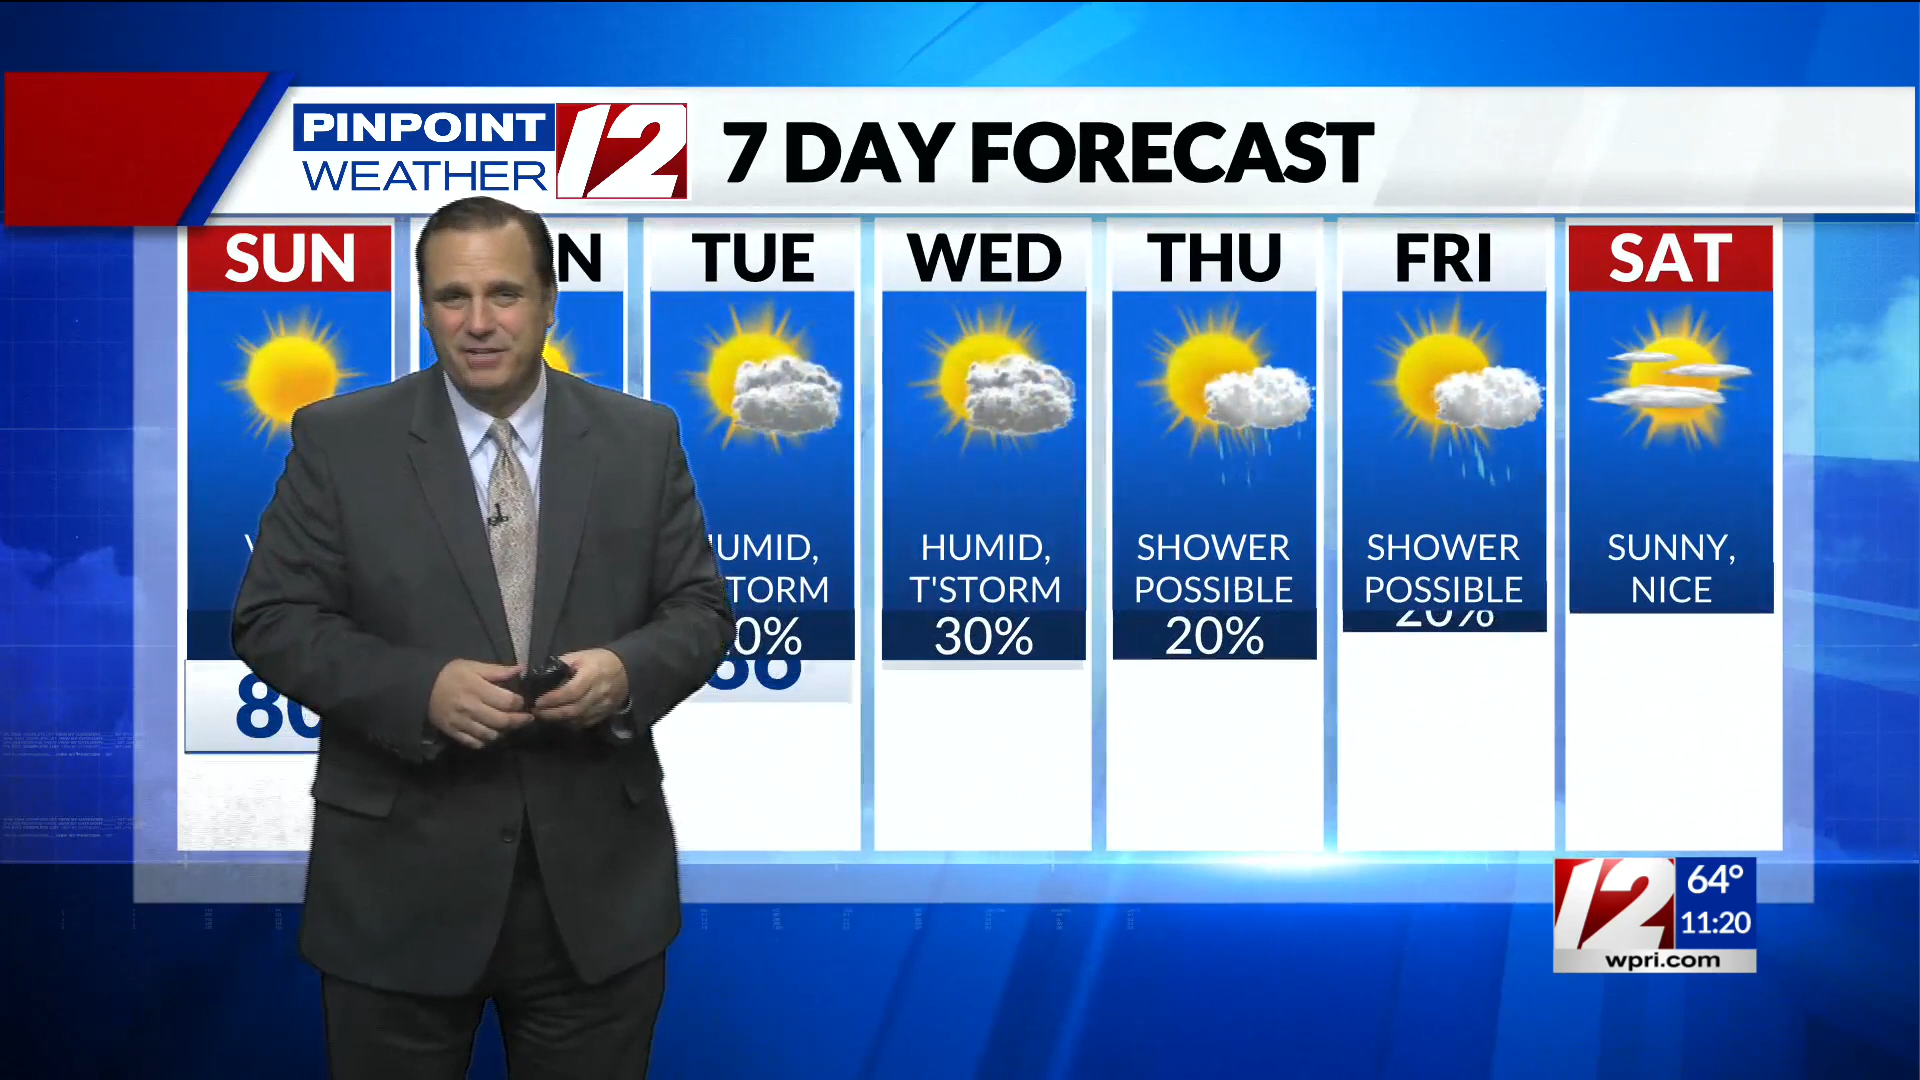 PINPOINT
WEATHER
12
7 DAY FORECAST
SUN
TUE
WED
THU
FRI
SAT
HUMID,
T'STORM
SHOWER
POSSIBLE
SHOWER
POSSIBLE
SUNNY,
NICE
30%
20%
20%
12
64°
11:20
wpri.com